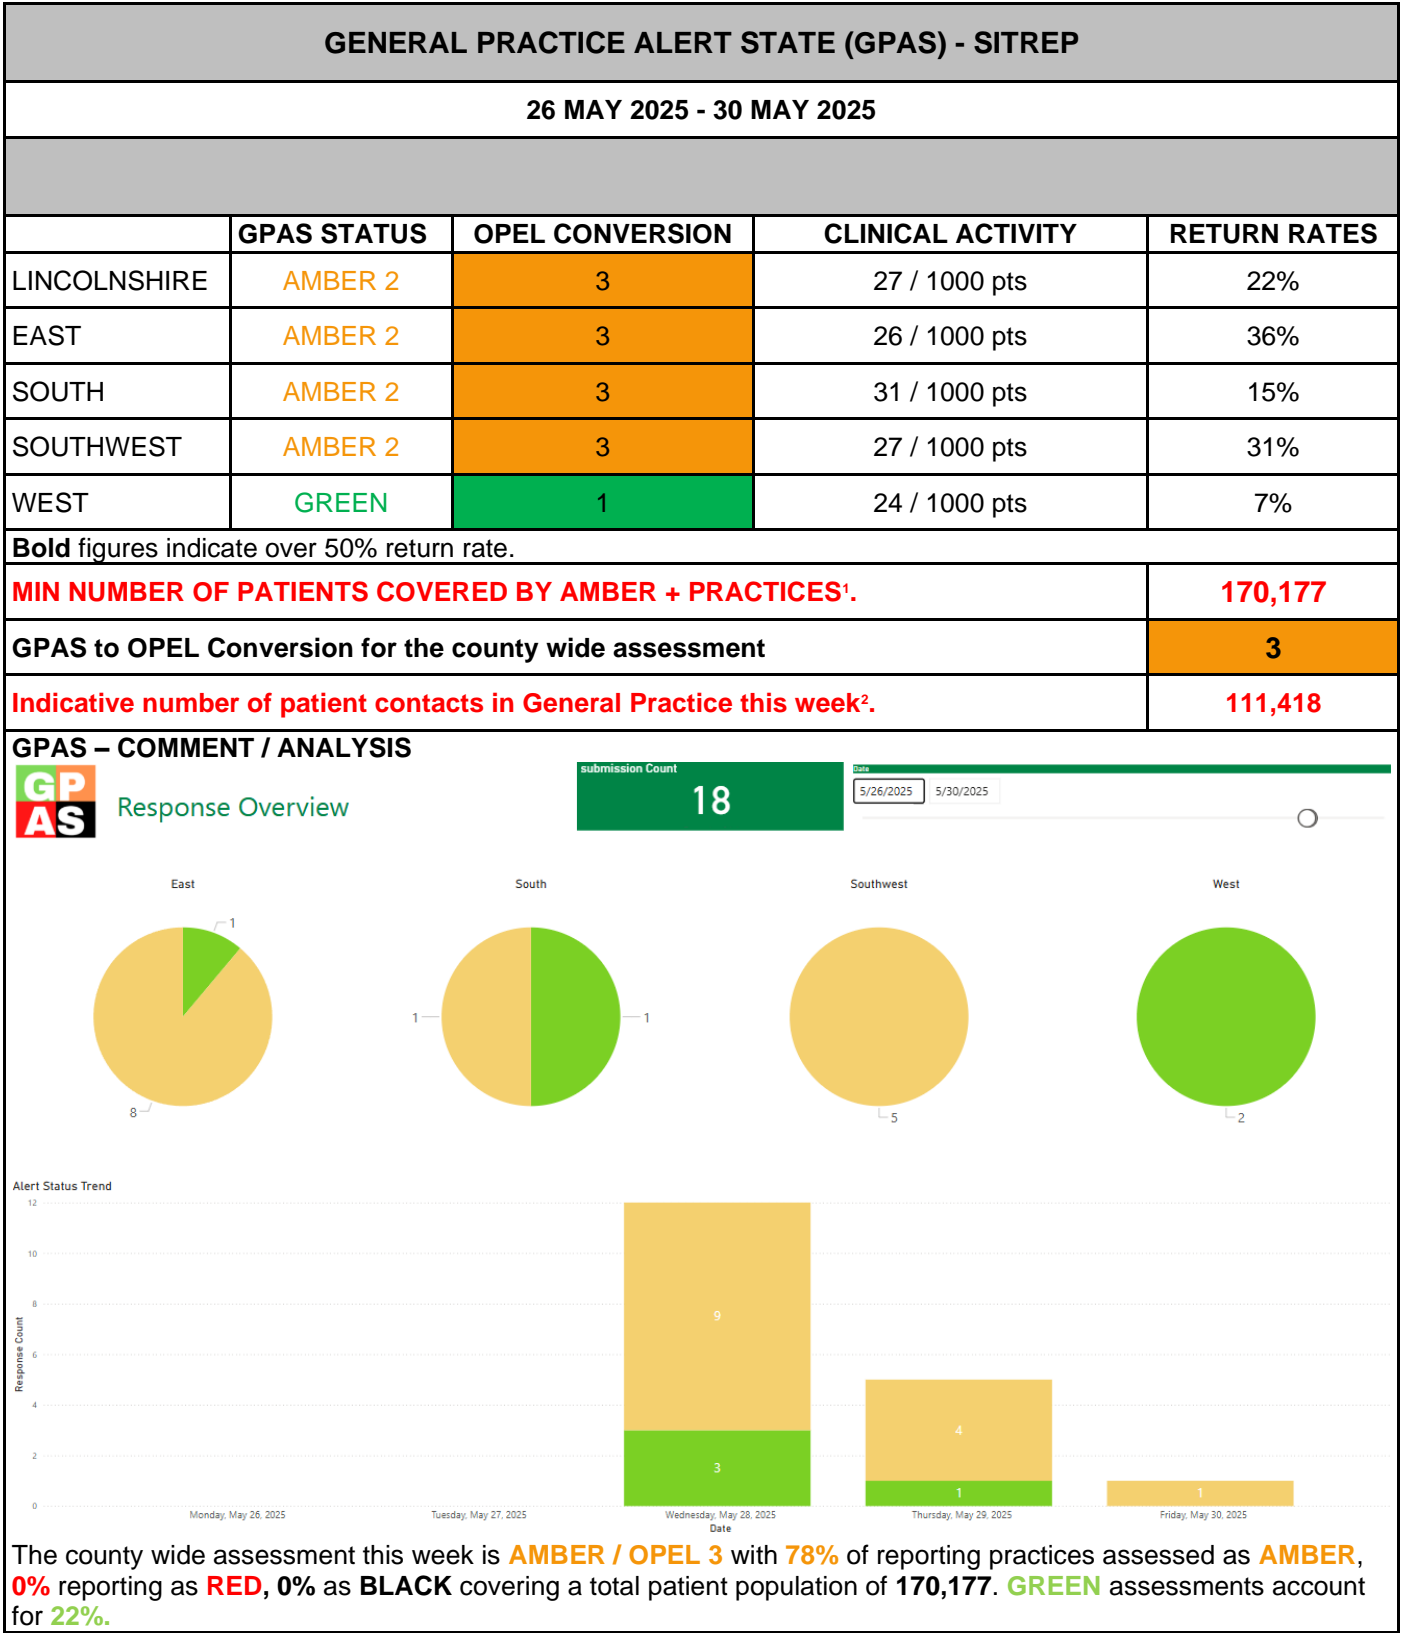 GENERAL PRACTICE ALERT STATE (GPAS) - SITREP
26 MAY 2025 - 30 MAY 2025
GPAS STATUS OPEL CONVERSION CLINICAL ACTIVITY RETURN RATES
LINCOLNSHIRE AMBER 2 3 27 / 1000 pts 22%
EAST AMBER 2 3 26 / 1000 pts 36%
SOUTH AMBER 2 3 31 / 1000 pts 15%
SOUTHWEST AMBER 2 3 27 / 1000 pts 31%
WEST GREEN 1 24 / 1000 pts 7%
Bold figures indicate over 50% return rate.
MIN NUMBER OF PATIENTS COVERED BY AMBER + PRACTICES¹. 170,177
GPAS to OPEL Conversion for the county wide assessment 3
Indicative number of patient contacts in General Practice this week². 111,418
GPAS – COMMENT / ANALYSIS
GP
AS
Response Overview
submission Count
18
Date
5/26/2025 5/30/2025
East South Southwest West
1
1 1
8 5 2
Alert Status Trend
12
10
8
6
4
2
0
Response Count
9
3
4
1
1
Monday, May 26, 2025 Tuesday, May 27, 2025 Wednesday, May 28, 2025 Thursday, May 29, 2025 Friday, May 30, 2025
Date
The county wide assessment this week is AMBER / OPEL 3 with 78% of reporting practices assessed as AMBER,
0% reporting as RED, 0% as BLACK covering a total patient population of 170,177. GREEN assessments account
for 22%.